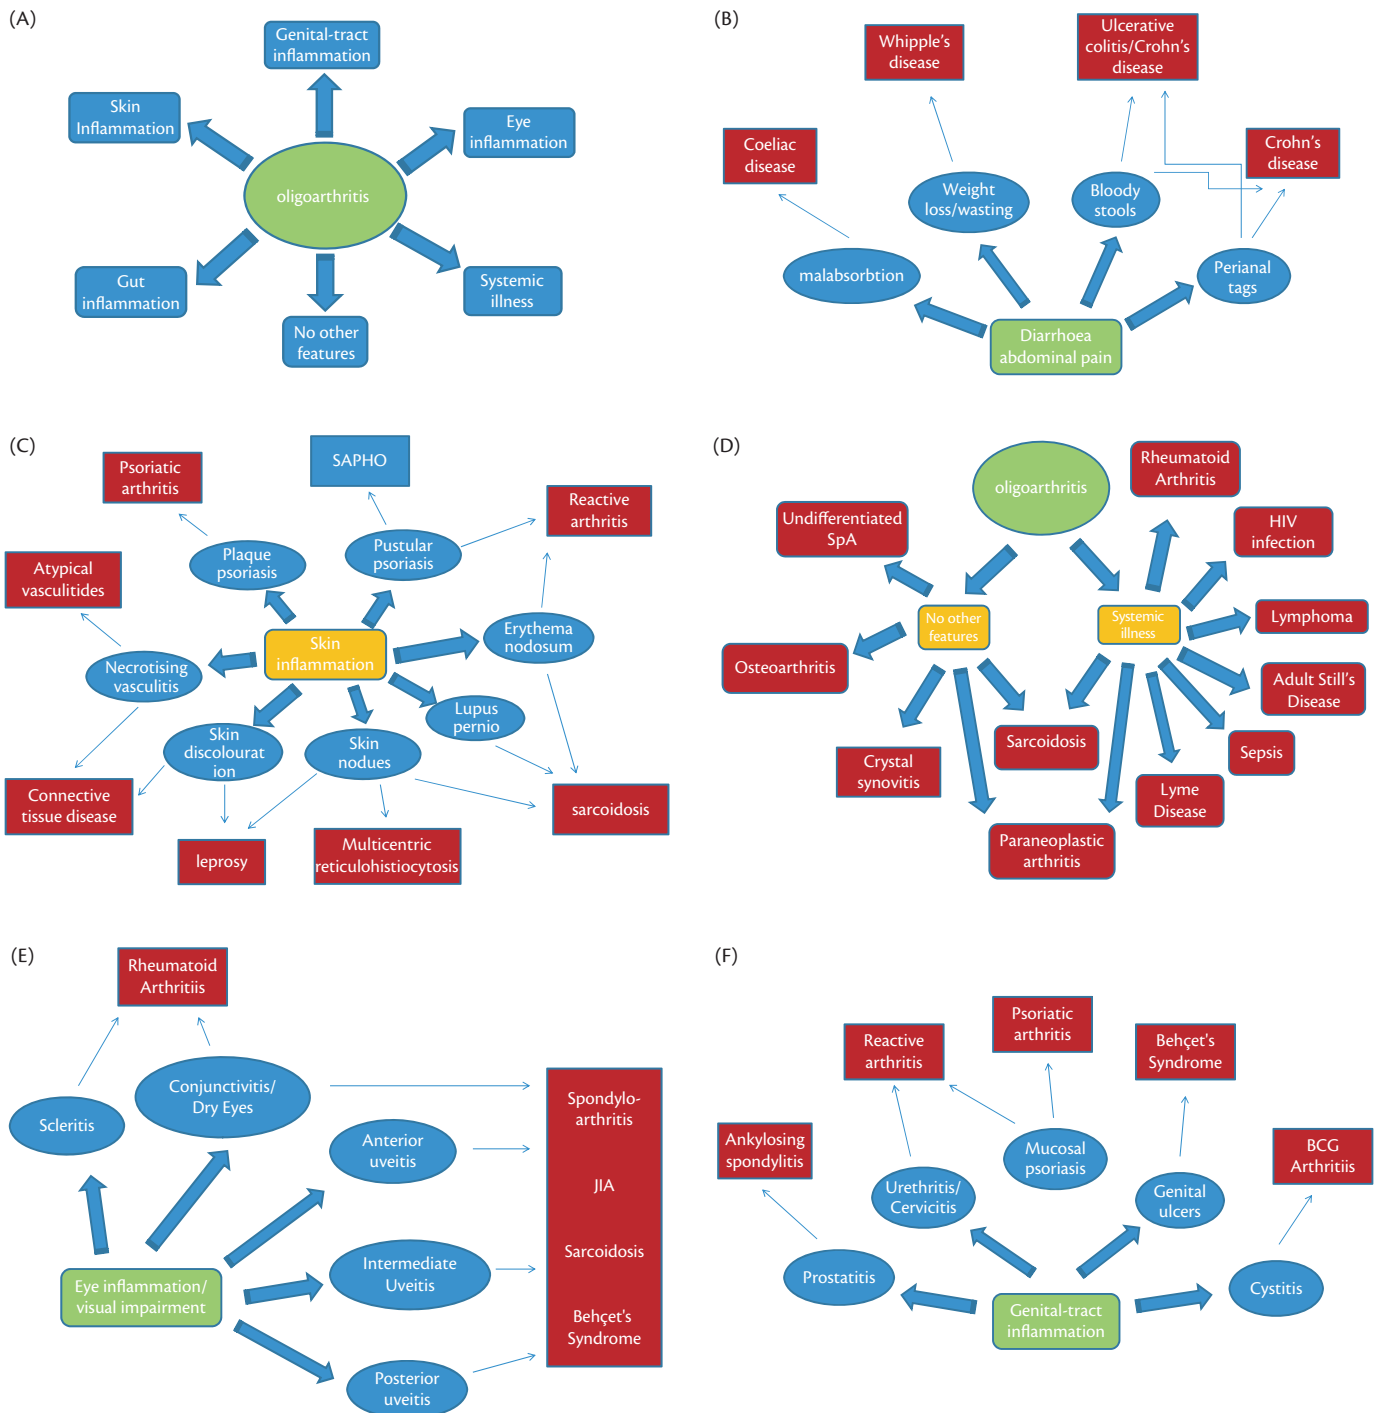 (A)
Genital-tract
inflammation
Skin
Inflammation
Eye
inflammation
oligoarthritis
Gut
inflammation
Systemic
illness
No other
features
(B)
Whipple's
disease
Ulcerative
colitis/Crohn's
disease
Coeliac
disease
Crohn's
disease
Weight
loss/wasting
Bloody
stools
malabsorbtion
Perianal
tags
Diarrhoea
abdominal pain
(C)
SAPHO
Psoriatic
arthritis
Reactive
arthritis
Plaque
psoriasis
Pustular
psoriasis
Atypical
vasculitides
Skin
inflammation
Erythema
nodosum
Necrotising
vasculitis
Lupus
pernio
Skin
discolourat
ion
Skin
nodues
Connective
tissue disease
sarcoidosis
leprosy
Multicentric
reticulohistiocytosis
(D)
oligoarthritis
Rheumatoid
Arthritis
Undifferentiated
SpA
HIV
infection
No other
features
Systemic
illness
Lymphoma
Osteoarthritis
Adult Still's
Disease
Sarcoidosis
Sepsis
Crystal
synovitis
Lyme
Disease
Paraneoplastic
arthritis
(E)
Rheumatoid
Arthritiis
Conjunctivitis/
Dry Eyes
Scleritis
Spondylo-
arthritis
Anterior
uveitis
JIA
Sarcoidosis
Intermediate
Uveitis
Eye inflammation/
visual impairment
Behçet's
Syndrome
Posterior
uveitis
(F)
Psoriatic
arthritis
Reactive
arthritis
Behçet's
Syndrome
Ankylosing
spondylitis
Mucosal
psoriasis
BCG
Arthritiis
Urethritis/
Cervicitis
Genital
ulcers
Prostatitis
Cystitis
Genital-tract
inflammation